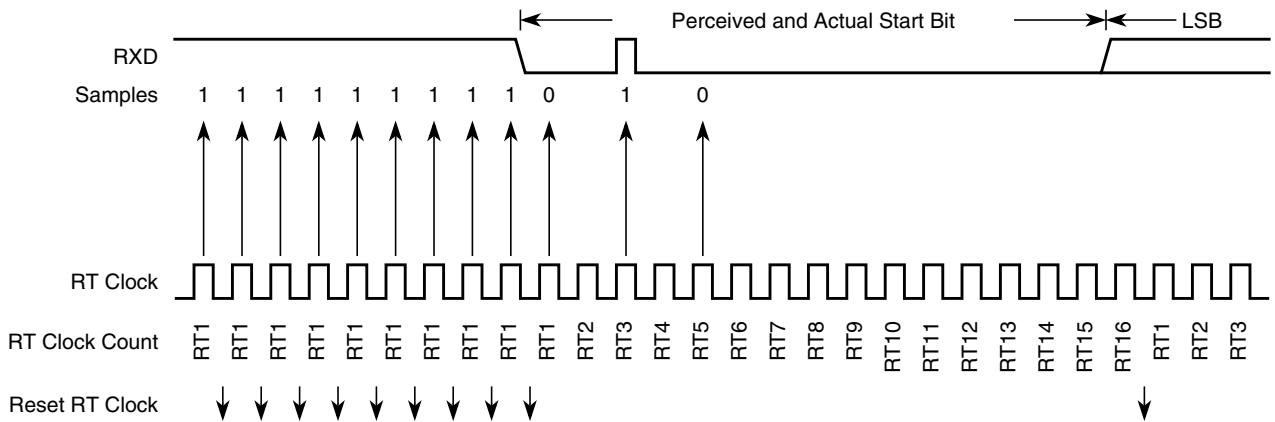 Perceived and Actual Start Bit LSB
RXD
Samples 1 1 1 1 1 1 1 1 1 0 1 0
RT Clock
RT Clock Count RT1 RT1 RT1 RT1 RT1 RT1 RT1 RT1 RT1 RT1 RT2 RT3 RT4 RT5 RT6 RT7 RT8 RT9 RT10 RT11 RT12 RT13 RT14 RT15 RT16 RT1 RT2 RT3
Reset RT Clock